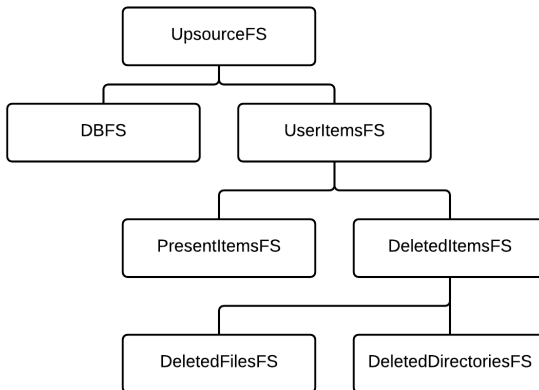 UpsourceFS
DBFS
UserItemsFS
PresentItemsFS
DeletedItemsFS
DeletedFilesFS
DeletedDirectoriesFS